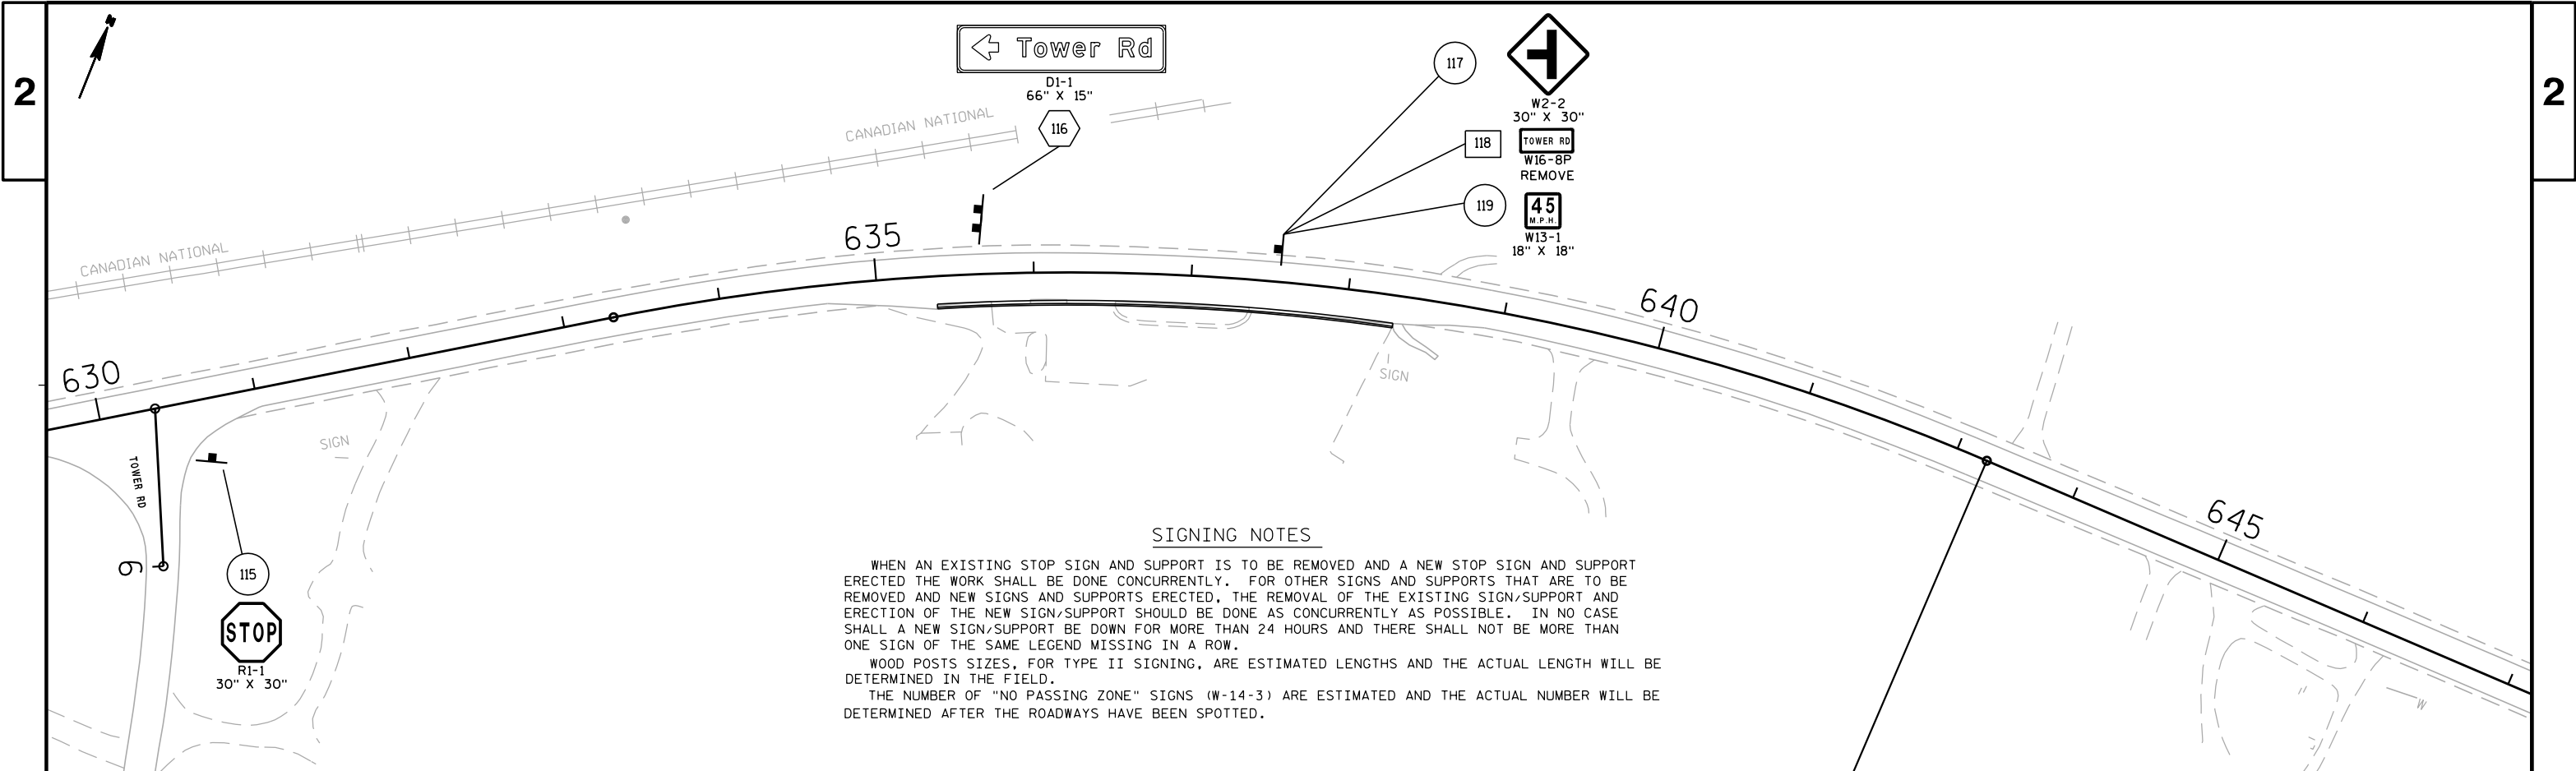 2
2
N
Tower Rd
D1-1
66" X 15"
116
117
W2-2
30" X 30"
118
TOWER RD
W16-8P
REMOVE
119
45
M.P.H.
W13-1
18" X 18"
CANADIAN NATIONAL
CANADIAN NATIONAL
635
640
630
645
SIGN
SIGN
TOWER RD
6
115
STOP
R1-1
30" X 30"
W
SIGNING NOTES
WHEN AN EXISTING STOP SIGN AND SUPPORT IS TO BE REMOVED AND A NEW STOP SIGN AND SUPPORT
ERECTED THE WORK SHALL BE DONE CONCURRENTLY. FOR OTHER SIGNS AND SUPPORTS THAT ARE TO BE
REMOVED AND NEW SIGNS AND SUPPORTS ERECTED, THE REMOVAL OF THE EXISTING SIGN/SUPPORT AND
ERECTION OF THE NEW SIGN/SUPPORT SHOULD BE DONE AS CONCURRENTLY AS POSSIBLE. IN NO CASE
SHALL A NEW SIGN/SUPPORT BE DOWN FOR MORE THAN 24 HOURS AND THERE SHALL NOT BE MORE THAN
ONE SIGN OF THE SAME LEGEND MISSING IN A ROW.
WOOD POSTS SIZES, FOR TYPE II SIGNING, ARE ESTIMATED LENGTHS AND THE ACTUAL LENGTH WILL BE
DETERMINED IN THE FIELD.
THE NUMBER OF "NO PASSING ZONE" SIGNS (W-14-3) ARE ESTIMATED AND THE ACTUAL NUMBER WILL BE
DETERMINED AFTER THE ROADWAYS HAVE BEEN SPOTTED.